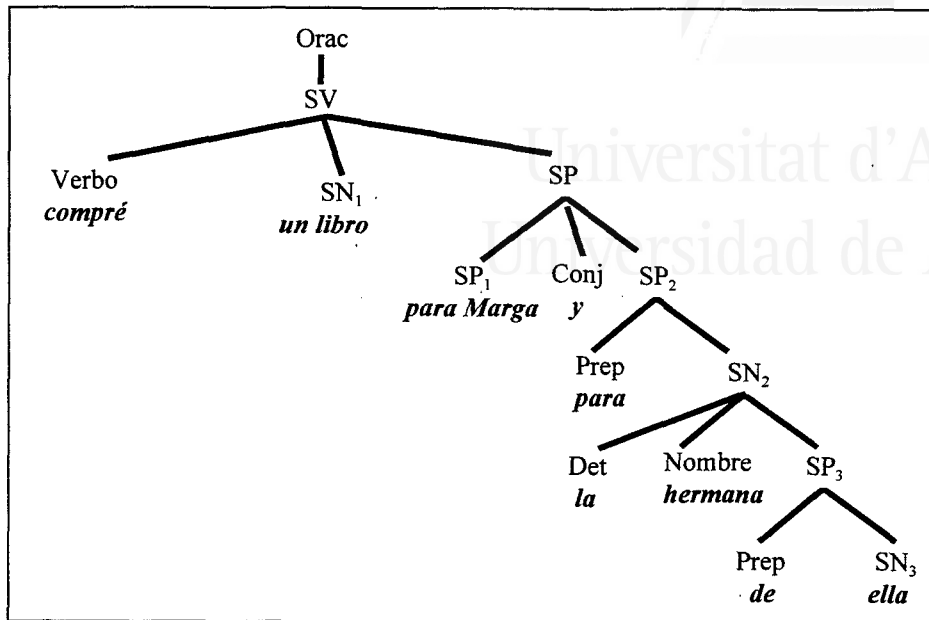 Orac
SV
Universitat d'A
Verbo
compré
SN₁
un libro
SP
Universidad de A
SP₁
para Marga
Conj
y
SP₂
Prep
para
SN₂
Det
la
Nombre
hermana
SP₃
Prep
de
SN₃
ella